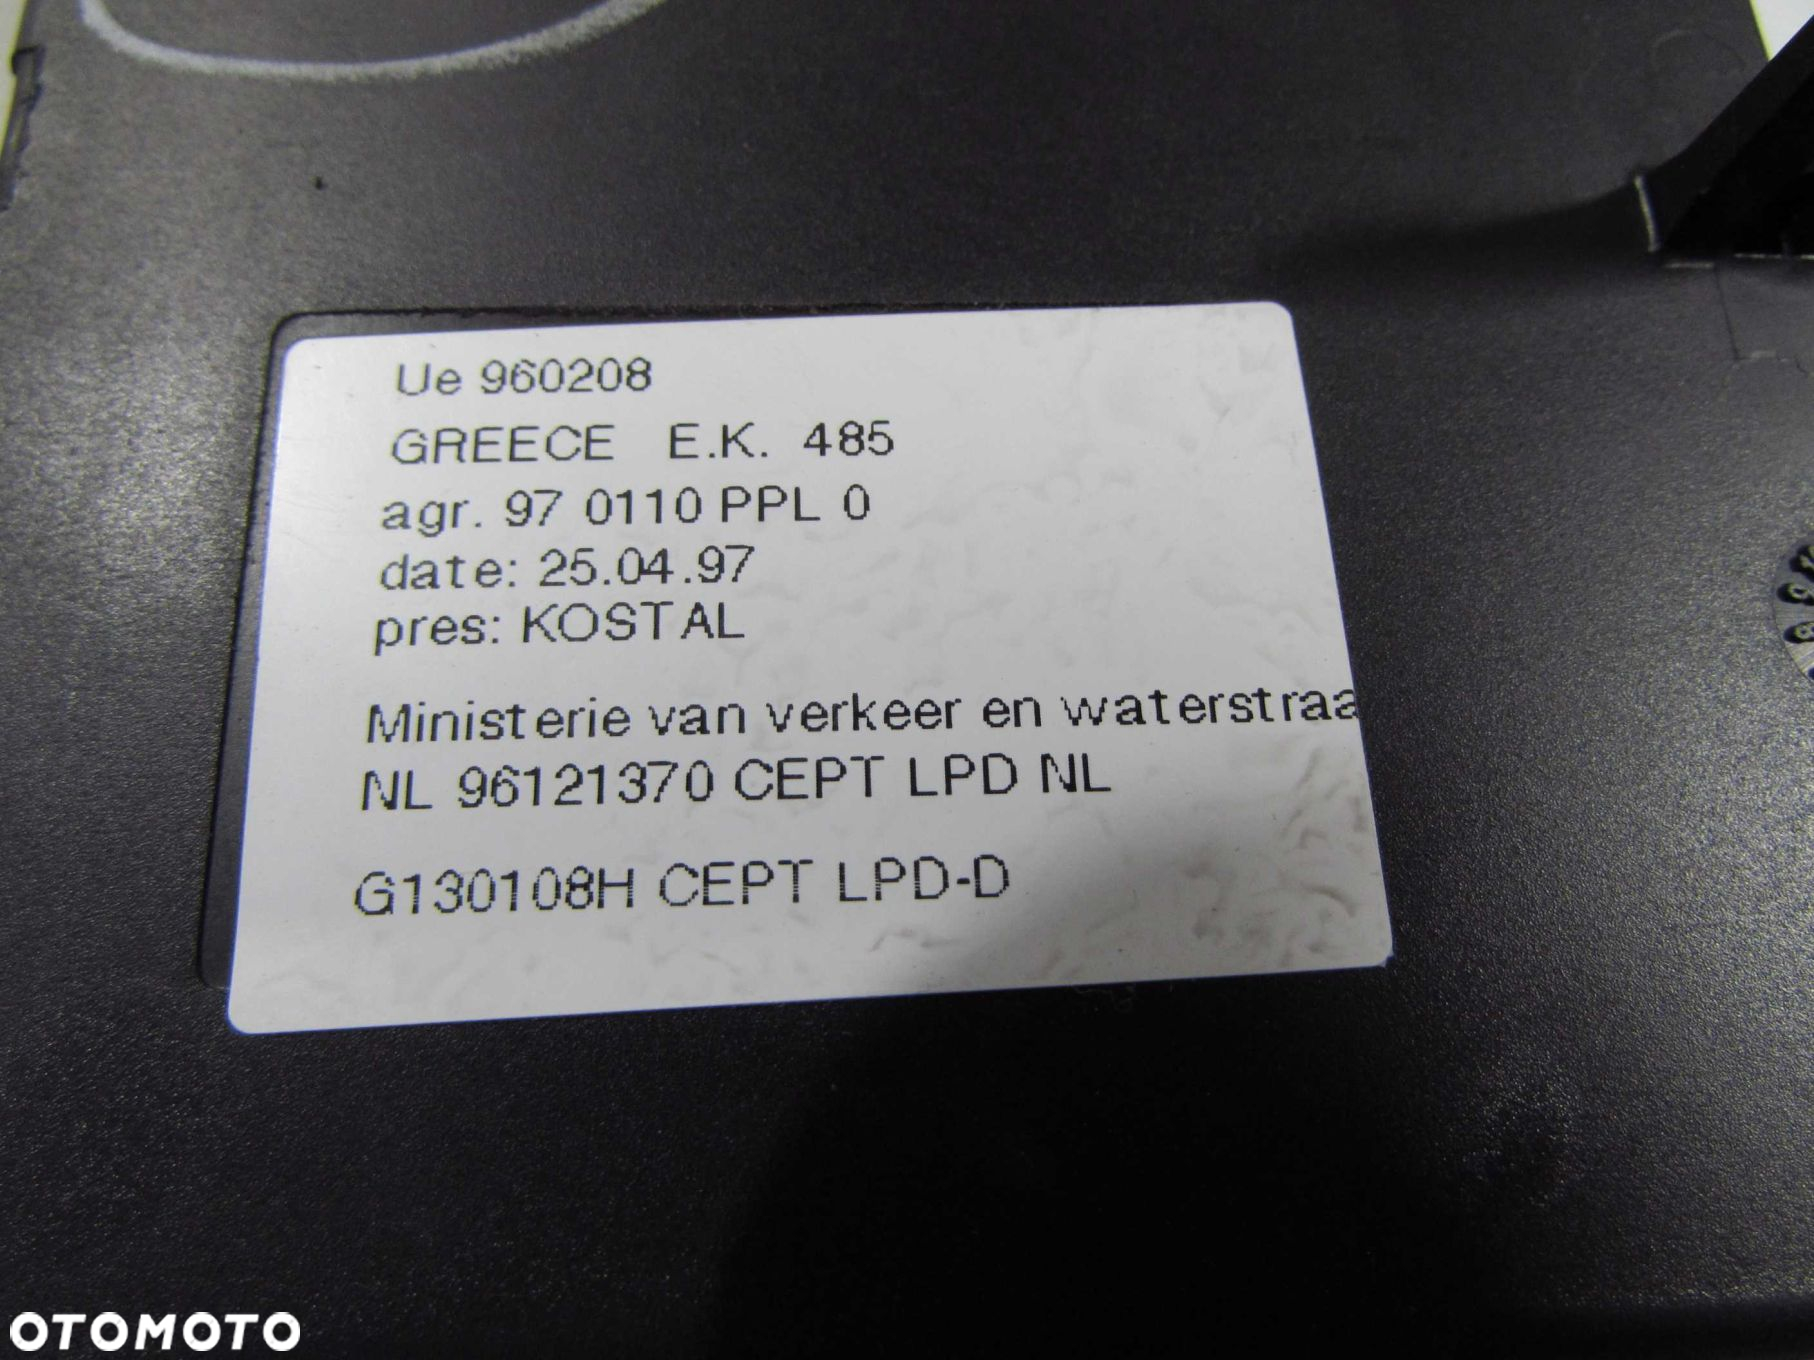 Ue 960208
GREECE E.K. 485
agr. 97 0110 PPL 0
date: 25.04.97
pres: KOSTAL
Ministerie van verkeer en waterstraa
NL 96121370 CEPT LPD NL
G130108H CEPT LPD-D
OTOMOTO